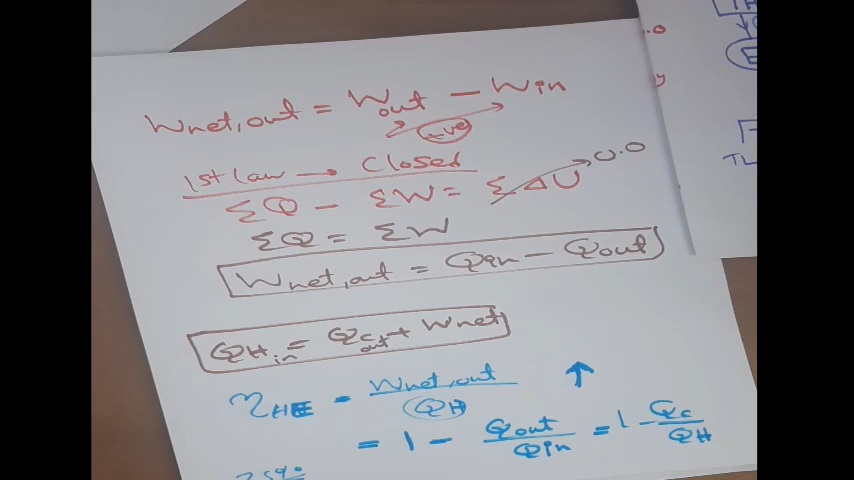 Wnet,out = Wout - Win
+ve
1st law → Closed
ΣQ - ΣW = ΣΔU → 0.0
ΣQ = ΣW
Wnet,out = Qin - Qout
QH in = Qc out + Wnet
ηHE = Wnet,out / QH ↑
= 1 - Qout / Qin = 1 - Qc / QH